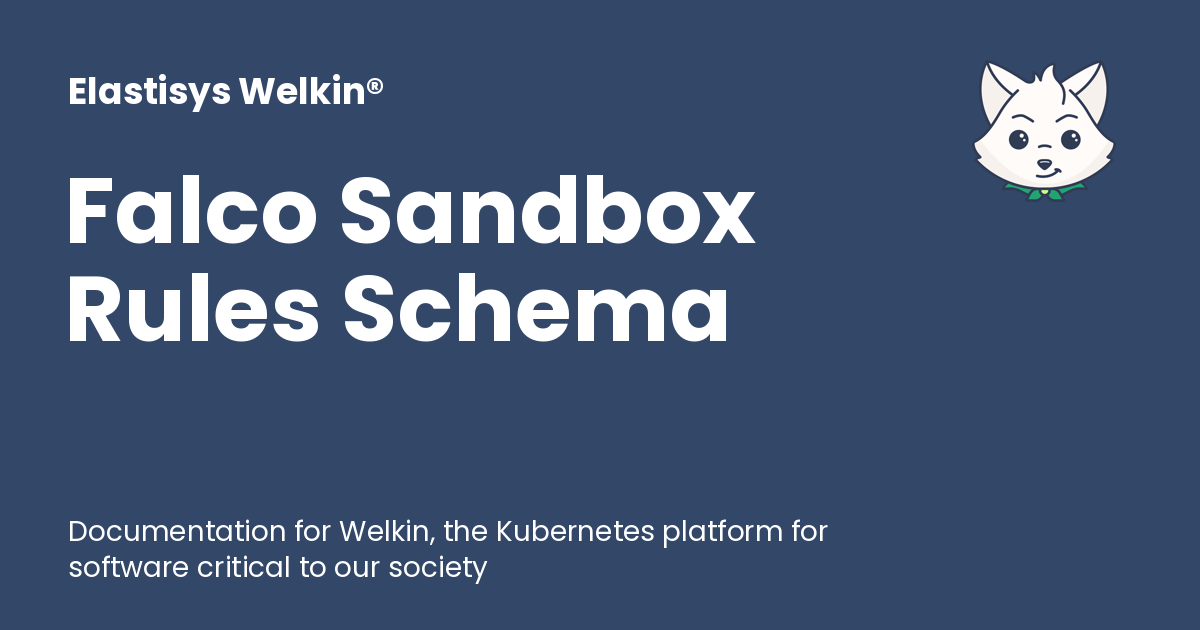 Elastisys Welkin®
Falco Sandbox
Rules Schema
Documentation for Welkin, the Kubernetes platform for
software critical to our society